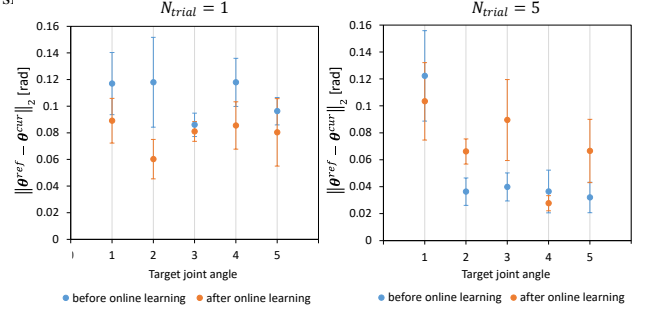 N_trial = 1
0.16
0.14
0.12
0.1
0.08
0.06
0.04
0.02
0
‖θ^ref − θ^cur‖₂ [rad]
1 2 3 4 5
Target joint angle
before online learning after online learning
N_trial = 5
0.16
0.14
0.12
0.1
0.08
0.06
0.04
0.02
0
‖θ^ref − θ^cur‖₂ [rad]
1 2 3 4 5
Target joint angle
before online learning after online learning